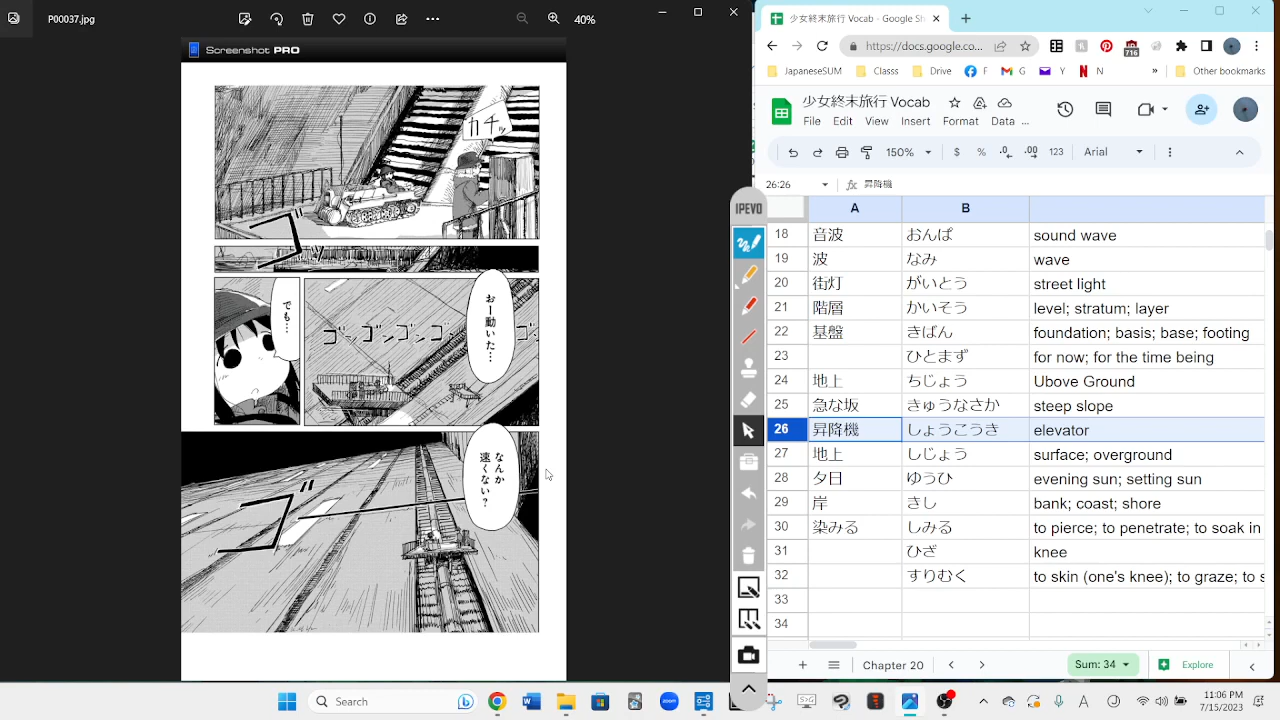 P00037.jpg
40%
Screenshot PRO
カチ
おー動いた…
ゴッゴンゴンゴ
でも…
なんか
速くない？
ゴ
少女終末旅行 Vocab - Google Sh
https://docs.google.co...
716
JapaneseSUM
Classs
Drive
F
G
Y
N
»
Other bookmarks
少女終末旅行 Vocab
File Edit View Insert Format Data ...
150% $ % .0 .00 123 Arial
26:26 fx 昇降機
IPEVO
A B
18 音波 おんぱ sound wave
19 波 なみ wave
20 街灯 がいとう street light
21 階層 かいそう level; stratum; layer
22 基盤 きばん foundation; basis; base; footing
23 ひとまず for now; for the time being
24 地上 ちじょう Ubove Ground
25 急な坂 きゅうなさか steep slope
26 昇降機 しょうこうき elevator
27 地上 しじょう surface; overground
28 夕日 ゆうひ evening sun; setting sun
29 岸 きし bank; coast; shore
30 染みる しみる to pierce; to penetrate; to soak in
31 ひざ knee
32 すりむく to skin (one's knee); to graze; to s
33
34
Chapter 20
Sum: 34
Explore
Search
zoom
11:06 PM
7/15/2023